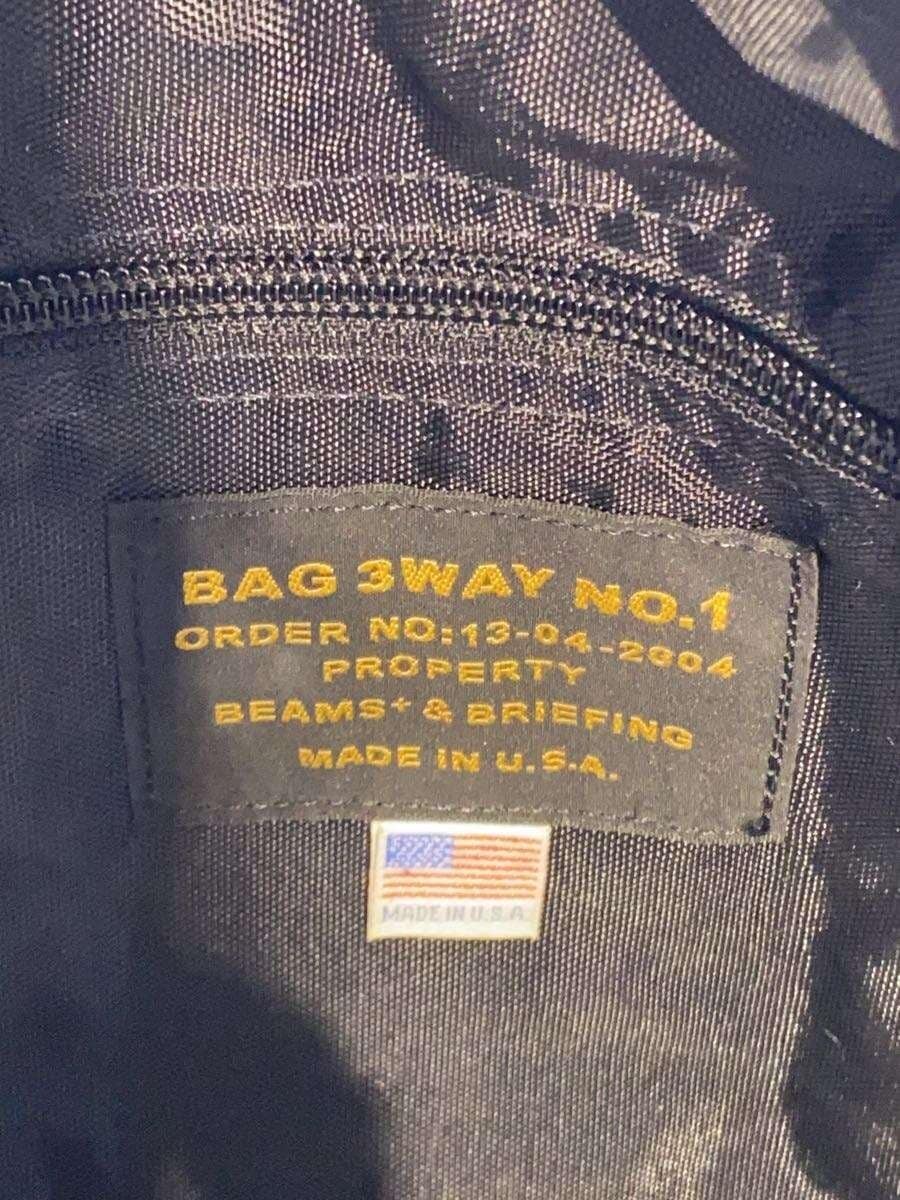 BAG 3WAY NO.1
ORDER NO:13-04-2004
PROPERTY
BEAMS+ & BRIEFING
MADE IN U.S.A.
MADE IN U.S.A.